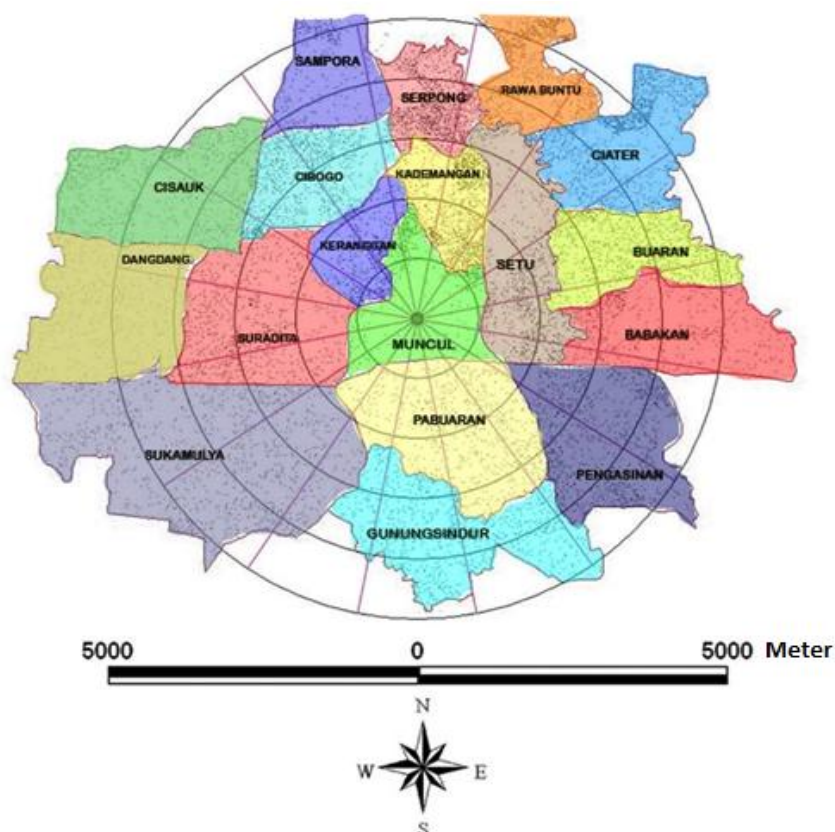 SAMPORA
SERPONG
RAWA BUNTU
CIATER
CIBOGO
KADEMANGAN
CISAUK
KERANGGAN
BUARAN
DANGDANG
SETU
SURADITA
BABAKAN
MUNCUL
PABUARAN
SUKAMULYA
PENGASINAN
GUNUNGSINDUR
5000 0 5000 Meter
N
W E
S